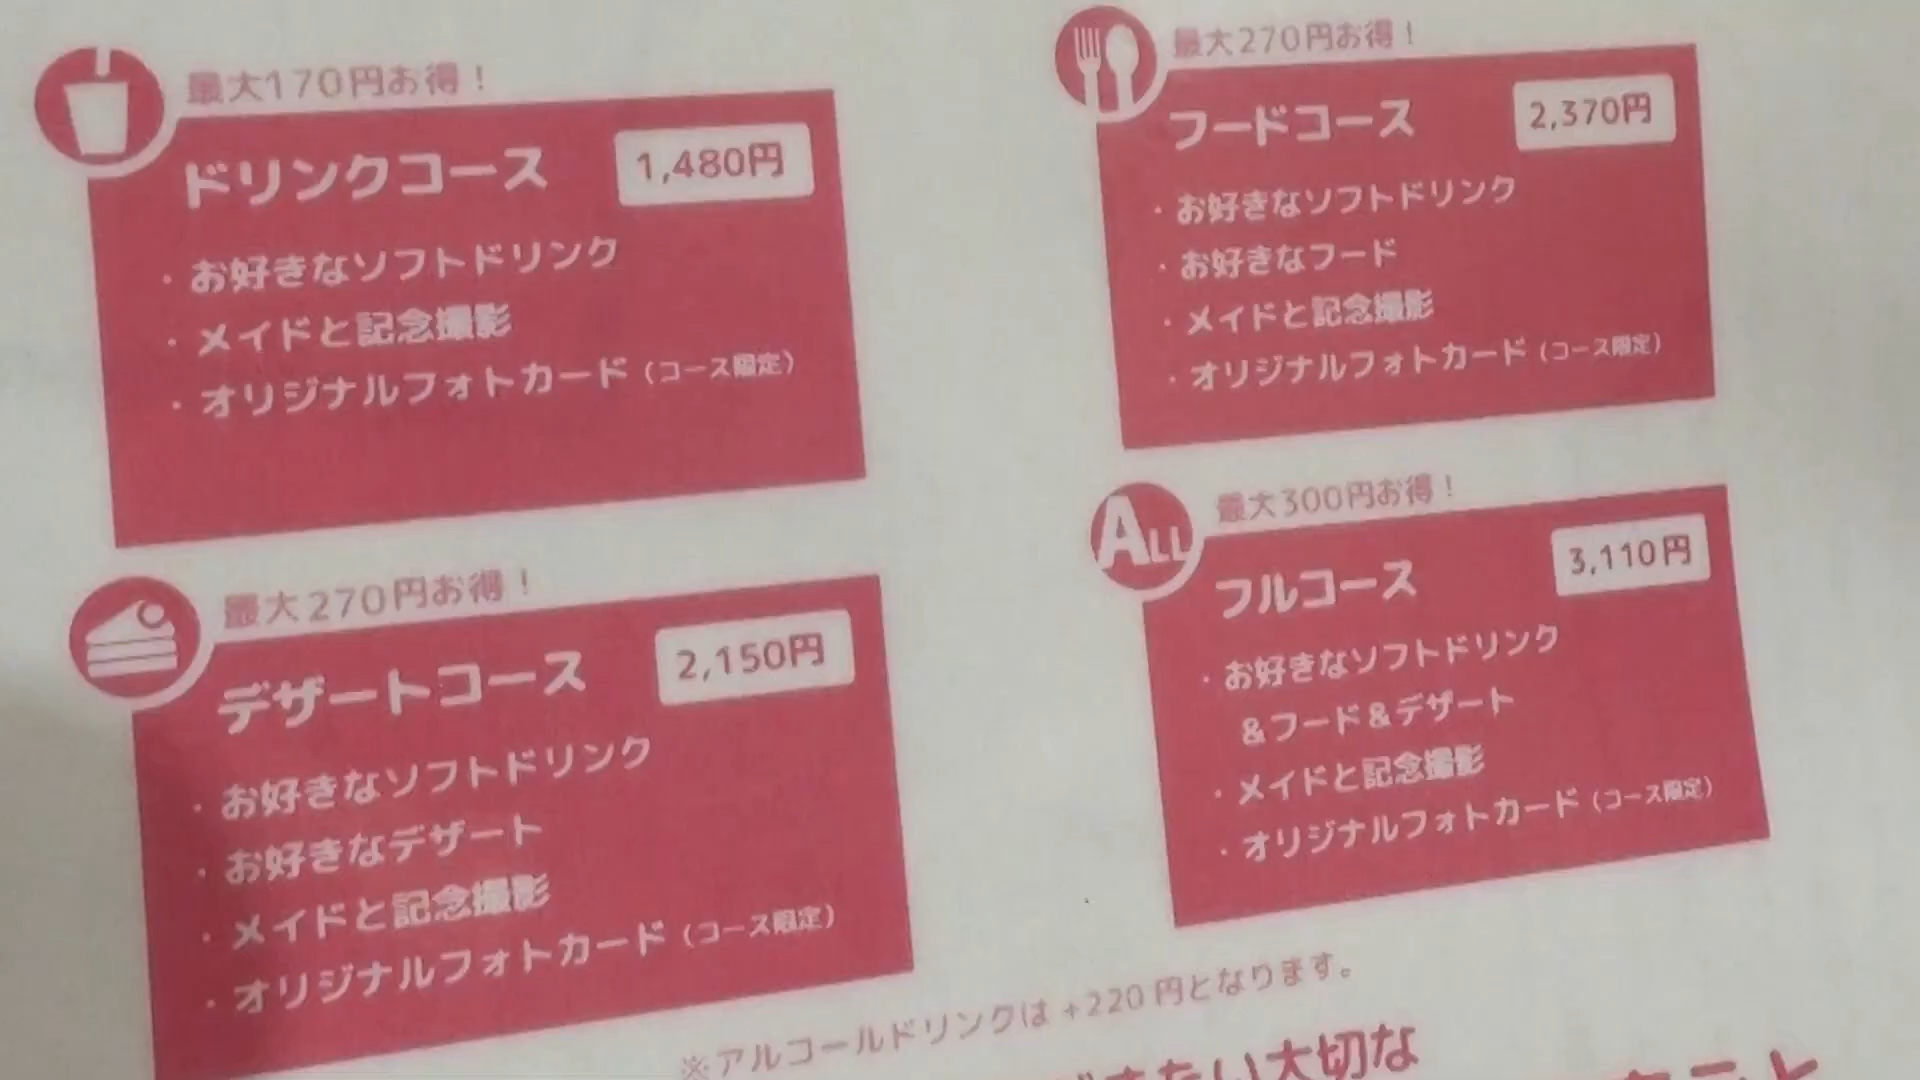 最大170円お得！
ドリンクコース 1,480円
・お好きなソフトドリンク
・メイドと記念撮影
・オリジナルフォトカード（コース限定）
最大270円お得！
フードコース 2,370円
・お好きなソフトドリンク
・お好きなフード
・メイドと記念撮影
・オリジナルフォトカード（コース限定）
最大270円お得！
デザートコース 2,150円
・お好きなソフトドリンク
・お好きなデザート
・メイドと記念撮影
・オリジナルフォトカード（コース限定）
ALL
最大300円お得！
フルコース 3,110円
・お好きなソフトドリンク
&フード&デザート
・メイドと記念撮影
・オリジナルフォトカード（コース限定）
※アルコールドリンクは+220円となります。
たい大切な